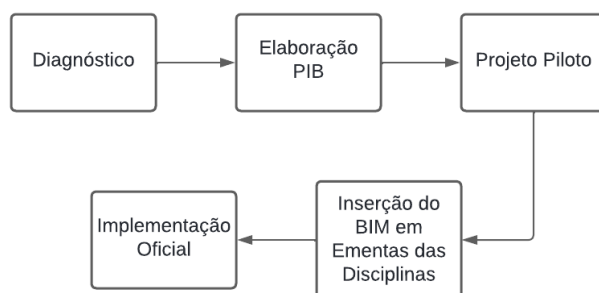 Diagnóstico
Elaboração
PIB
Projeto Piloto
Inserção do
BIM em
Ementas das
Disciplinas
Implementação
Oficial